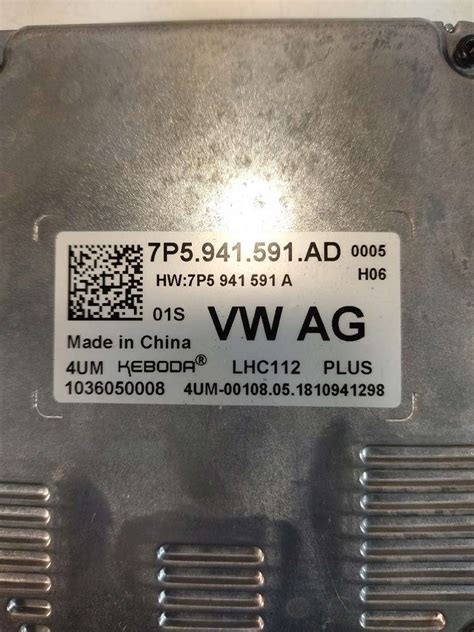 7P5.941.591.AD 0005
HW:7P5 941 591 A H06
01S VW AG
Made in China
4UM KEBODA® LHC112 PLUS
1036050008 4UM-00108.05.1810941298